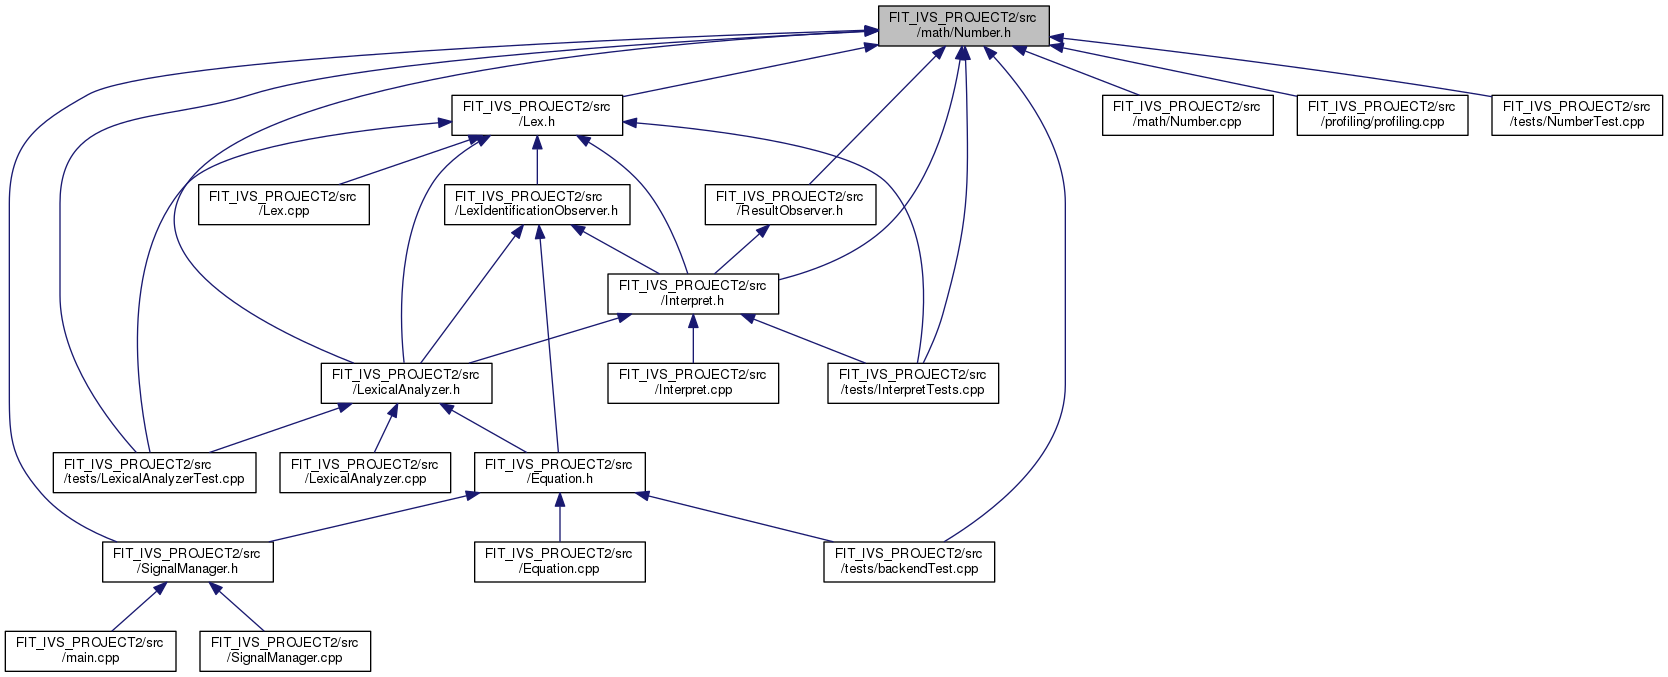 FIT_IVS_PROJECT2/src
/math/Number.h
FIT_IVS_PROJECT2/src
/Lex.h
FIT_IVS_PROJECT2/src
/math/Number.cpp
FIT_IVS_PROJECT2/src
/profiling/profiling.cpp
FIT_IVS_PROJECT2/src
/tests/NumberTest.cpp
FIT_IVS_PROJECT2/src
/Lex.cpp
FIT_IVS_PROJECT2/src
/LexIdentificationObserver.h
FIT_IVS_PROJECT2/src
/ResultObserver.h
FIT_IVS_PROJECT2/src
/Interpret.h
FIT_IVS_PROJECT2/src
/LexicalAnalyzer.h
FIT_IVS_PROJECT2/src
/Interpret.cpp
FIT_IVS_PROJECT2/src
/tests/InterpretTests.cpp
FIT_IVS_PROJECT2/src
/tests/LexicalAnalyzerTest.cpp
FIT_IVS_PROJECT2/src
/LexicalAnalyzer.cpp
FIT_IVS_PROJECT2/src
/Equation.h
FIT_IVS_PROJECT2/src
/SignalManager.h
FIT_IVS_PROJECT2/src
/Equation.cpp
FIT_IVS_PROJECT2/src
/tests/backendTest.cpp
FIT_IVS_PROJECT2/src
/main.cpp
FIT_IVS_PROJECT2/src
/SignalManager.cpp